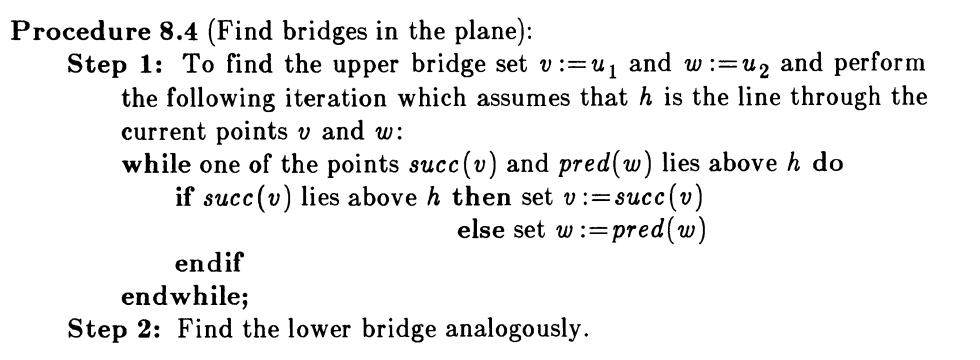 Procedure 8.4 (Find bridges in the plane):
Step 1: To find the upper bridge set v:=u₁ and w:=u₂ and perform
the following iteration which assumes that h is the line through the
current points v and w:
while one of the points succ(v) and pred(w) lies above h do
if succ(v) lies above h then set v:=succ(v)
else set w:=pred(w)
endif
endwhile;
Step 2: Find the lower bridge analogously.